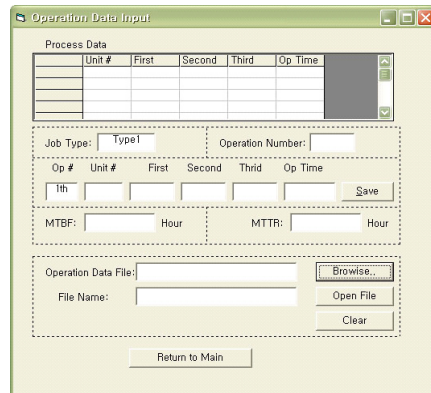 Operation Data Input
Process Data
Unit # First Second Third Op Time
Job Type: Type1 Operation Number:
Op # Unit # First Second Thrid Op Time
1th Save
MTBF: Hour MTTR: Hour
Operation Data File: Browse..
File Name: Open File
Clear
Return to Main